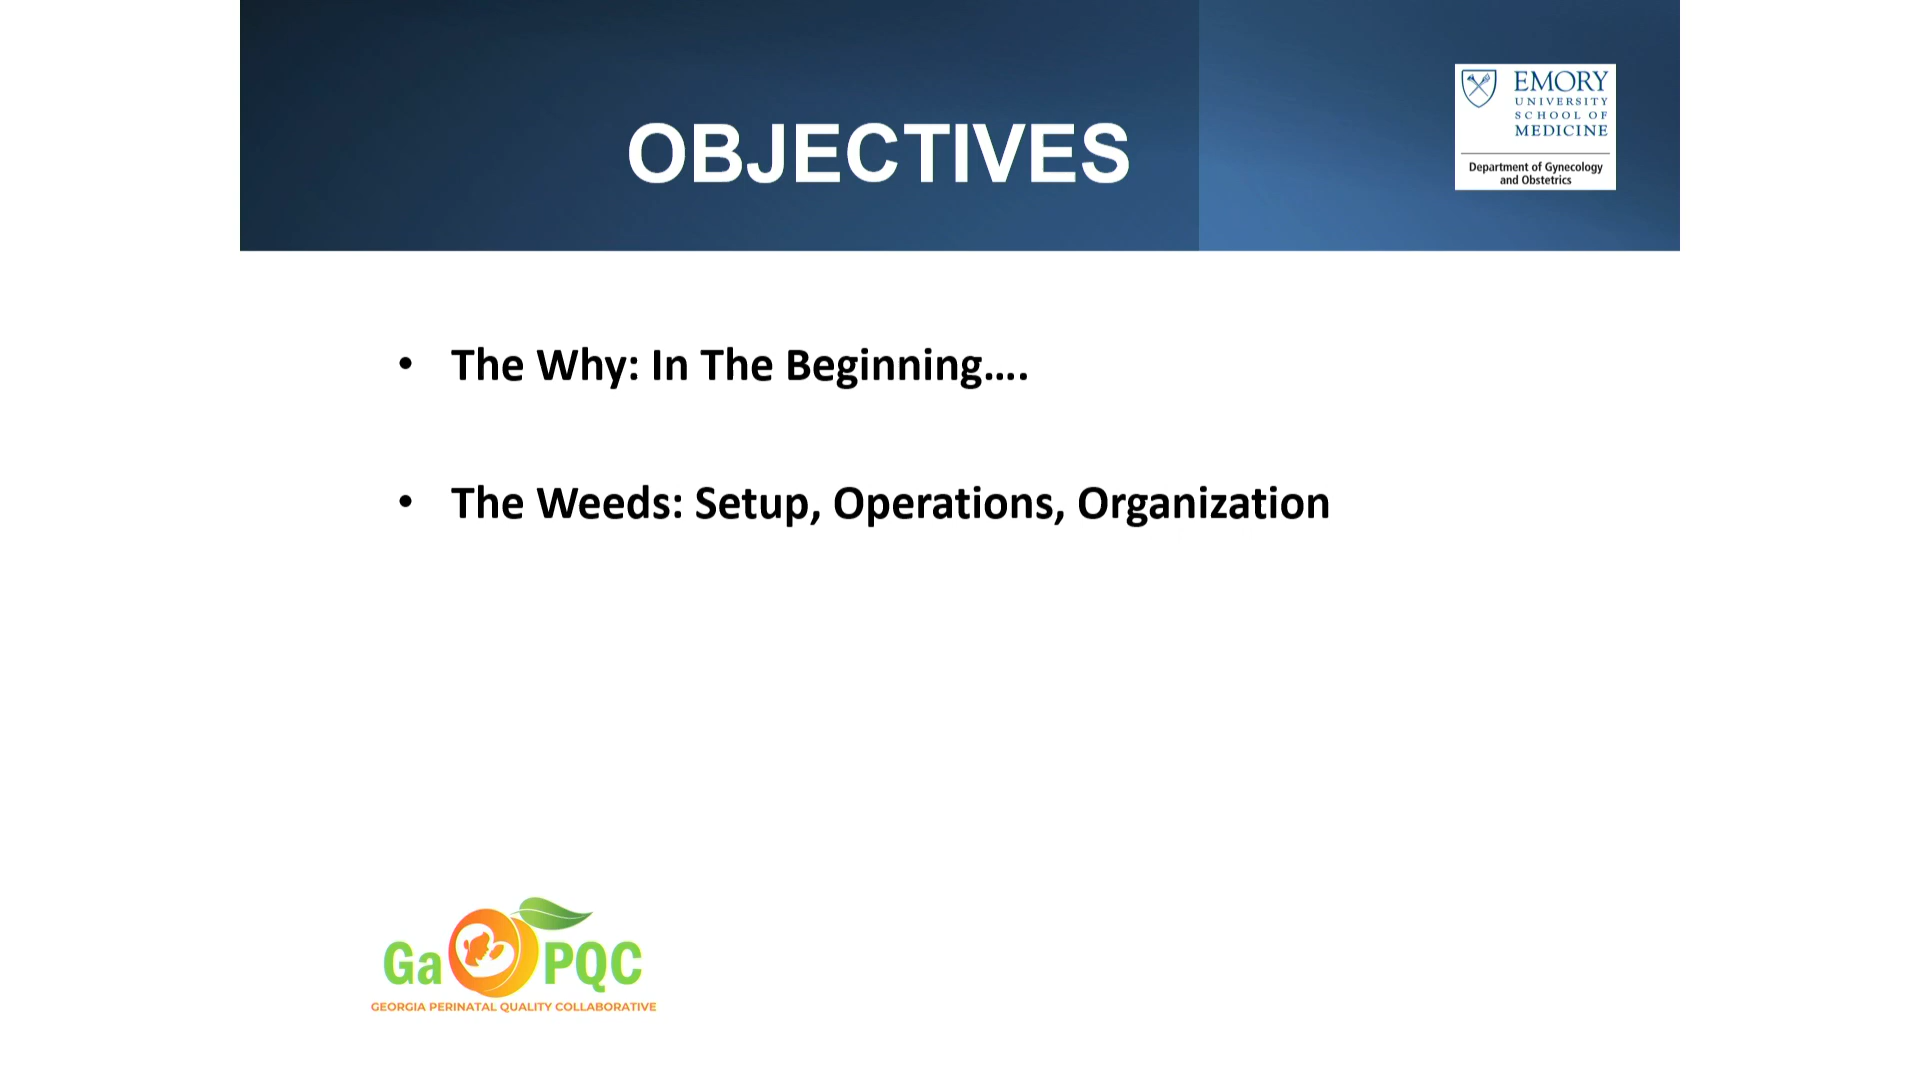 OBJECTIVES
EMORY
UNIVERSITY
SCHOOL OF
MEDICINE
Department of Gynecology
and Obstetrics
• The Why: In The Beginning....
• The Weeds: Setup, Operations, Organization
Ga PQC
GEORGIA PERINATAL QUALITY COLLABORATIVE